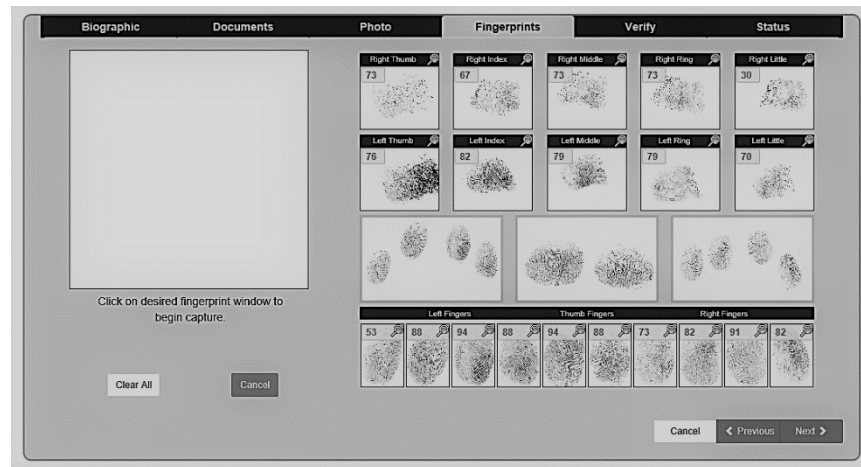 Biographic Documents Photo Fingerprints Verify Status
Right Thumb Right Index Right Middle Right Ring Right Little
73 67 73 73 30
Left Thumb Left Index Left Middle Left Ring Left Little
76 82 79 79 70
Click on desired fingerprint window to
begin capture.
Left Fingers Thumb Fingers Right Fingers
53 88 94 88 94 88 73 82 91 82
Clear All Cancel
Cancel Previous Next